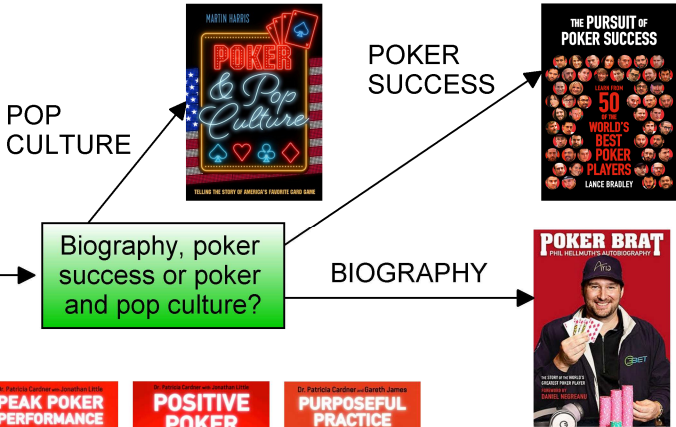 POP
CULTURE
MARTIN HARRIS
POKER
& Pop
Culture
TELLING THE STORY OF AMERICA'S FAVORITE CARD GAME
POKER
SUCCESS
THE PURSUIT OF
POKER SUCCESS
LEARN FROM
50
OF THE
WORLD'S
BEST
POKER
PLAYERS
LANCE BRADLEY
Biography, poker
success or poker
and pop culture?
BIOGRAPHY
POKER BRAT
PHIL HELLMUTH'S AUTOBIOGRAPHY
Aria
BET
THE STORY OF THE WORLD'S
GREATEST POKER PLAYER
FOREWORD BY
DANIEL NEGREANU
Dr. Patricia Cardner with Jonathan Little
PEAK POKER
PERFORMANCE
Dr. Patricia Cardner with Jonathan Little
POSITIVE
POKER
Dr. Patricia Cardner and Gareth James
PURPOSEFUL
PRACTICE